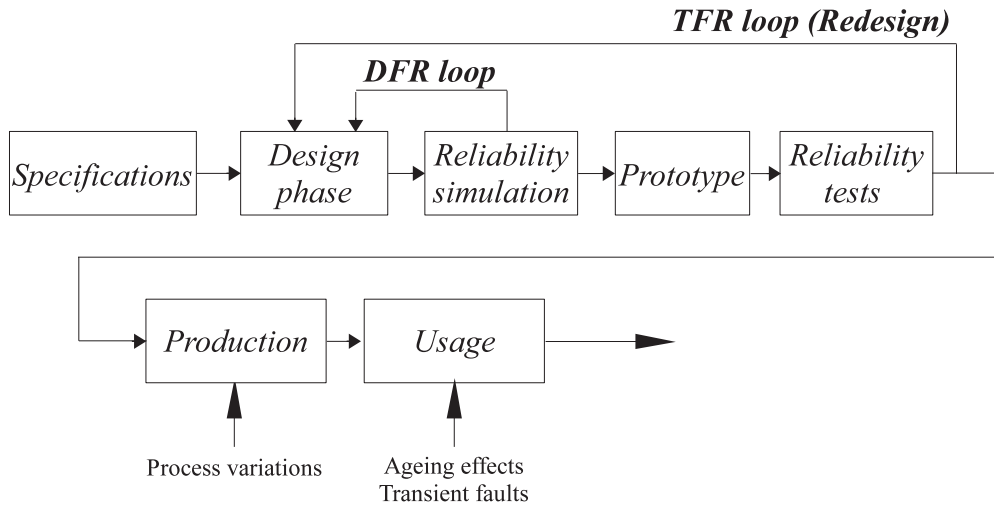 TFR loop (Redesign)
DFR loop
Specifications
Design
phase
Reliability
simulation
Prototype
Reliability
tests
Production
Usage
Process variations
Ageing effects
Transient faults